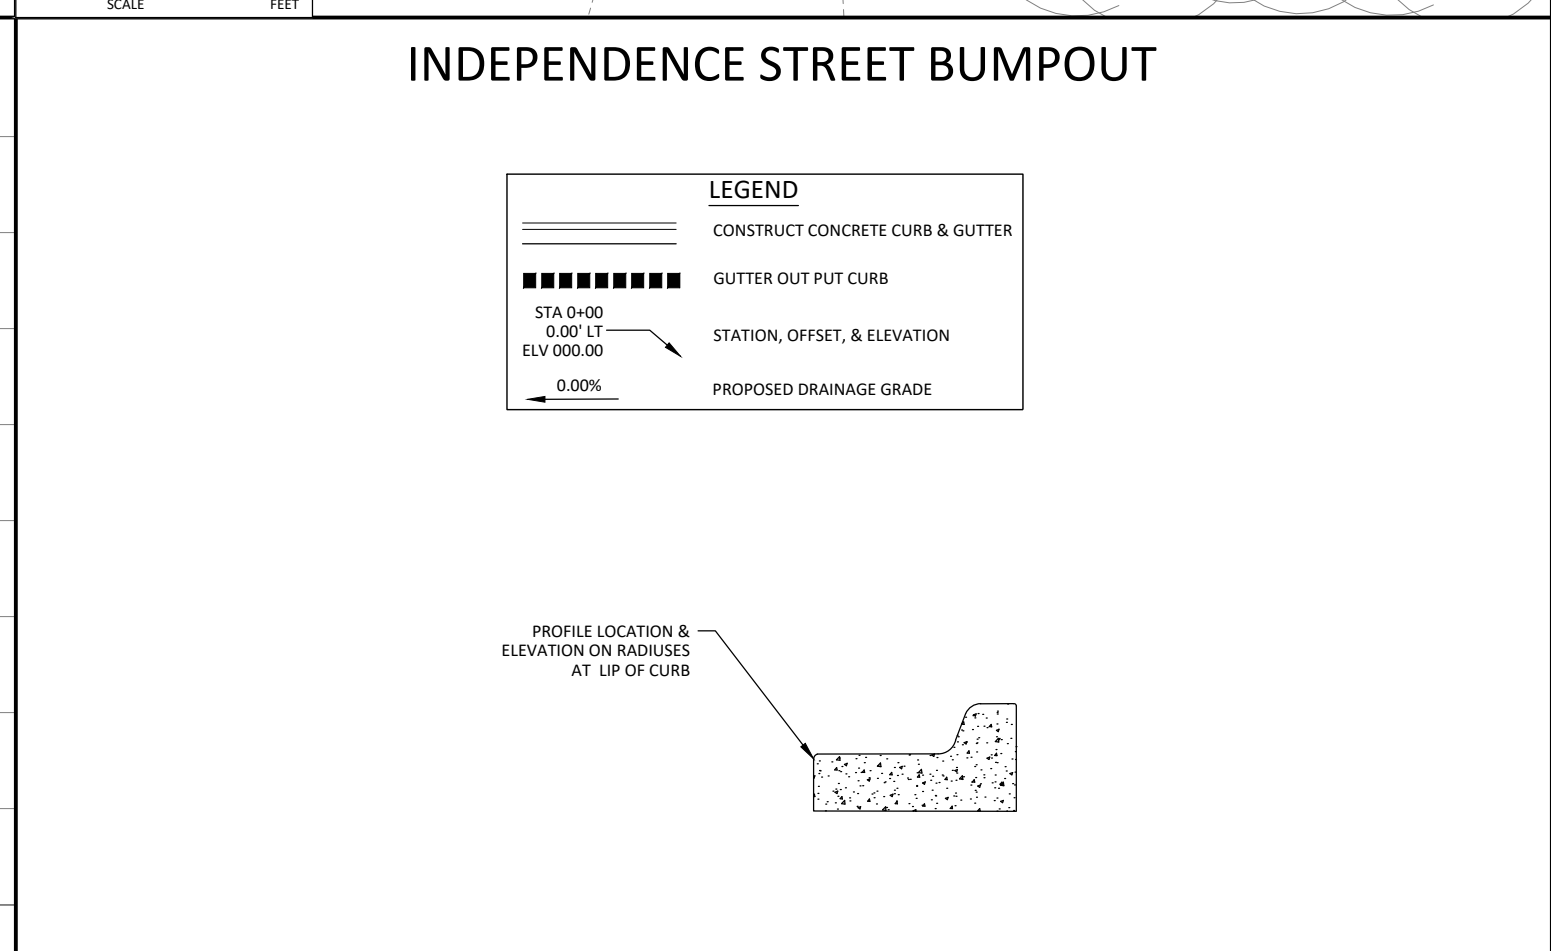 SCALE
FEET
INDEPENDENCE STREET BUMPOUT
LEGEND
CONSTRUCT CONCRETE CURB & GUTTER
GUTTER OUT PUT CURB
STA 0+00
0.00' LT
ELV 000.00
STATION, OFFSET, & ELEVATION
0.00%
PROPOSED DRAINAGE GRADE
PROFILE LOCATION &
ELEVATION ON RADIUSES
AT LIP OF CURB